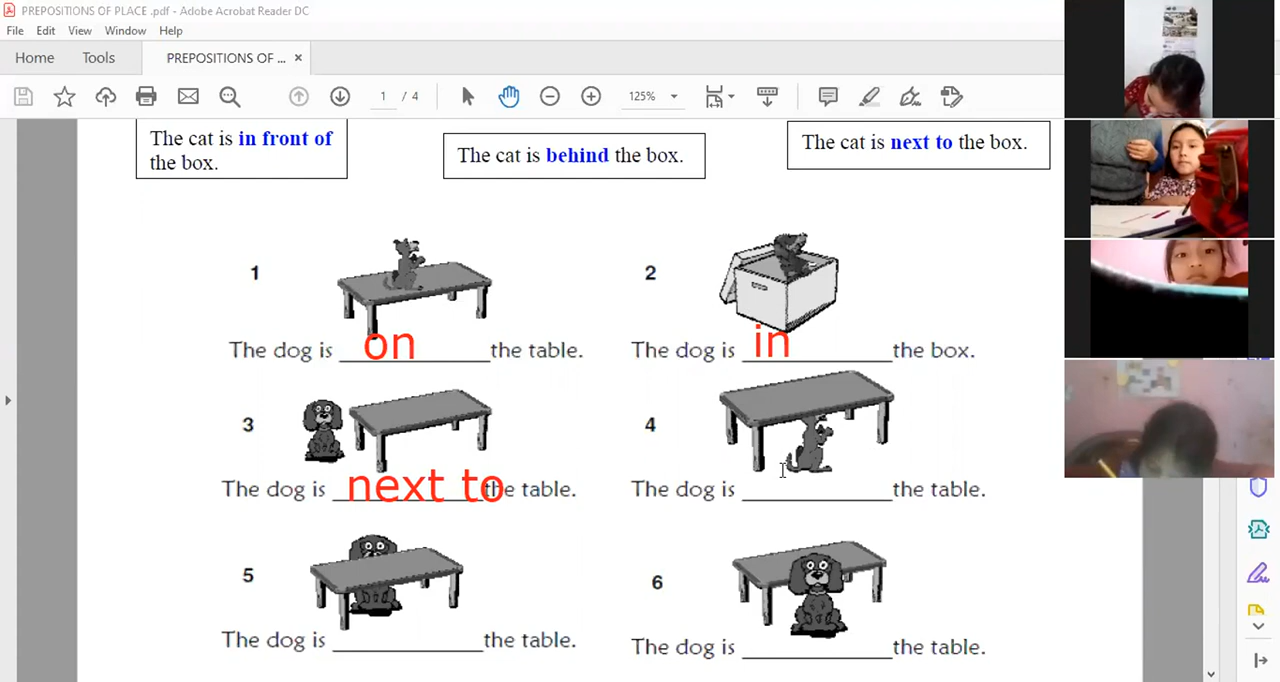 PREPOSITIONS OF PLACE .pdf - Adobe Acrobat Reader DC
File Edit View Window Help
Home Tools PREPOSITIONS OF ... ×
1 / 4 125%
The cat is in front of
the box.
The cat is behind the box.
The cat is next to the box.
1
2
The dog is on the table.
The dog is in the box.
3
4
The dog is next to the table.
The dog is ____________ the table.
5
6
The dog is ____________ the table.
The dog is ____________ the table.